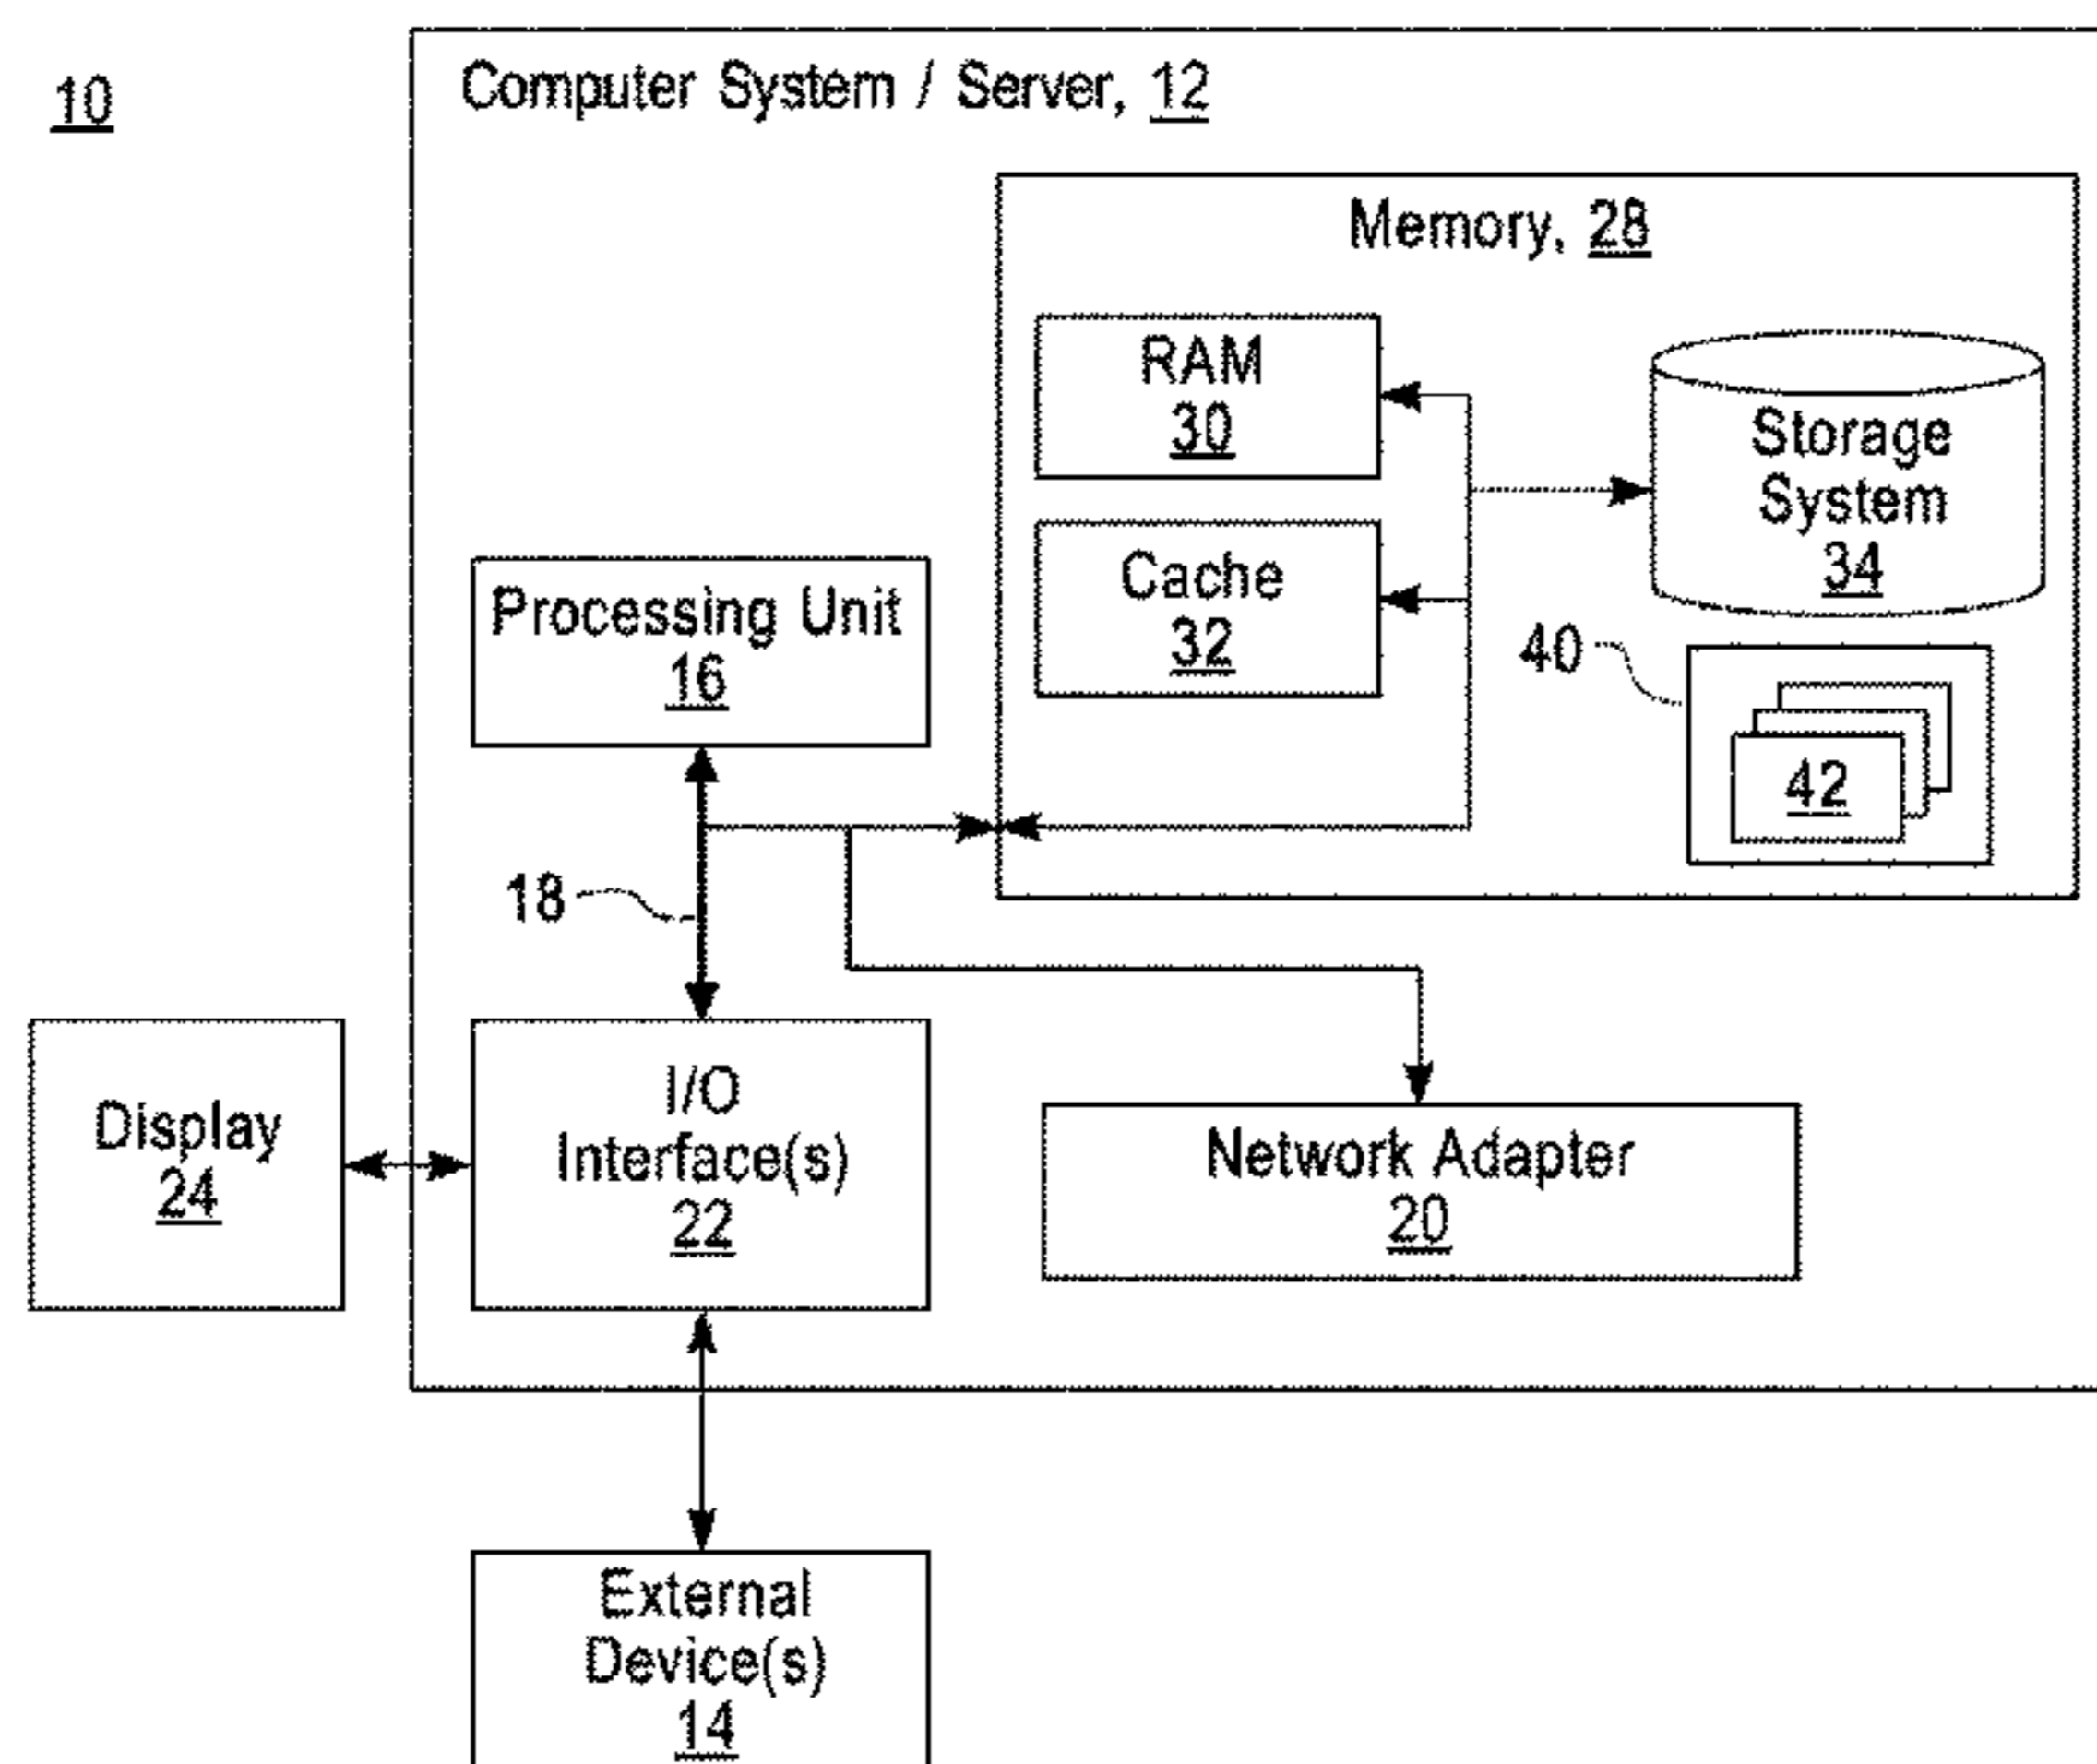 10
Computer System / Server, 12
Memory, 28
RAM
30
Storage
System
34
Cache
32
Processing Unit
16
40
42
18
Display
24
I/O
Interface(s)
22
Network Adapter
20
External
Device(s)
14